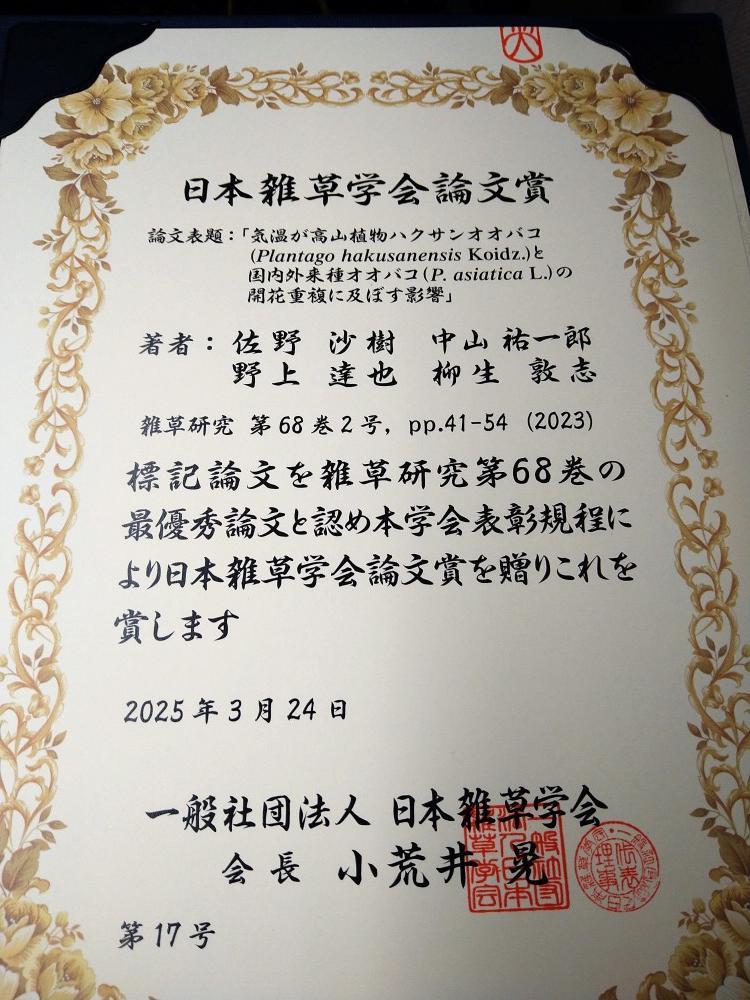 日本雑草学会論文賞
論文表題：「気温が高山植物ハクサンオオバコ
(Plantago hakusanensis Koidz.)と
国内外来種オオバコ(P. asiatica L.)の
開花重複に及ぼす影響」
著者： 佐野 沙樹 中山 祐一郎
野上 達也 柳生 敦志
雑草研究 第68巻2号, pp.41-54 (2023)
標記論文を雑草研究第68巻の
最優秀論文と認め本学会表彰規程に
より日本雑草学会論文賞を贈りこれを
賞します
2025年3月24日
一般社団法人 日本雑草学会
会長 小荒井 晃
第17号